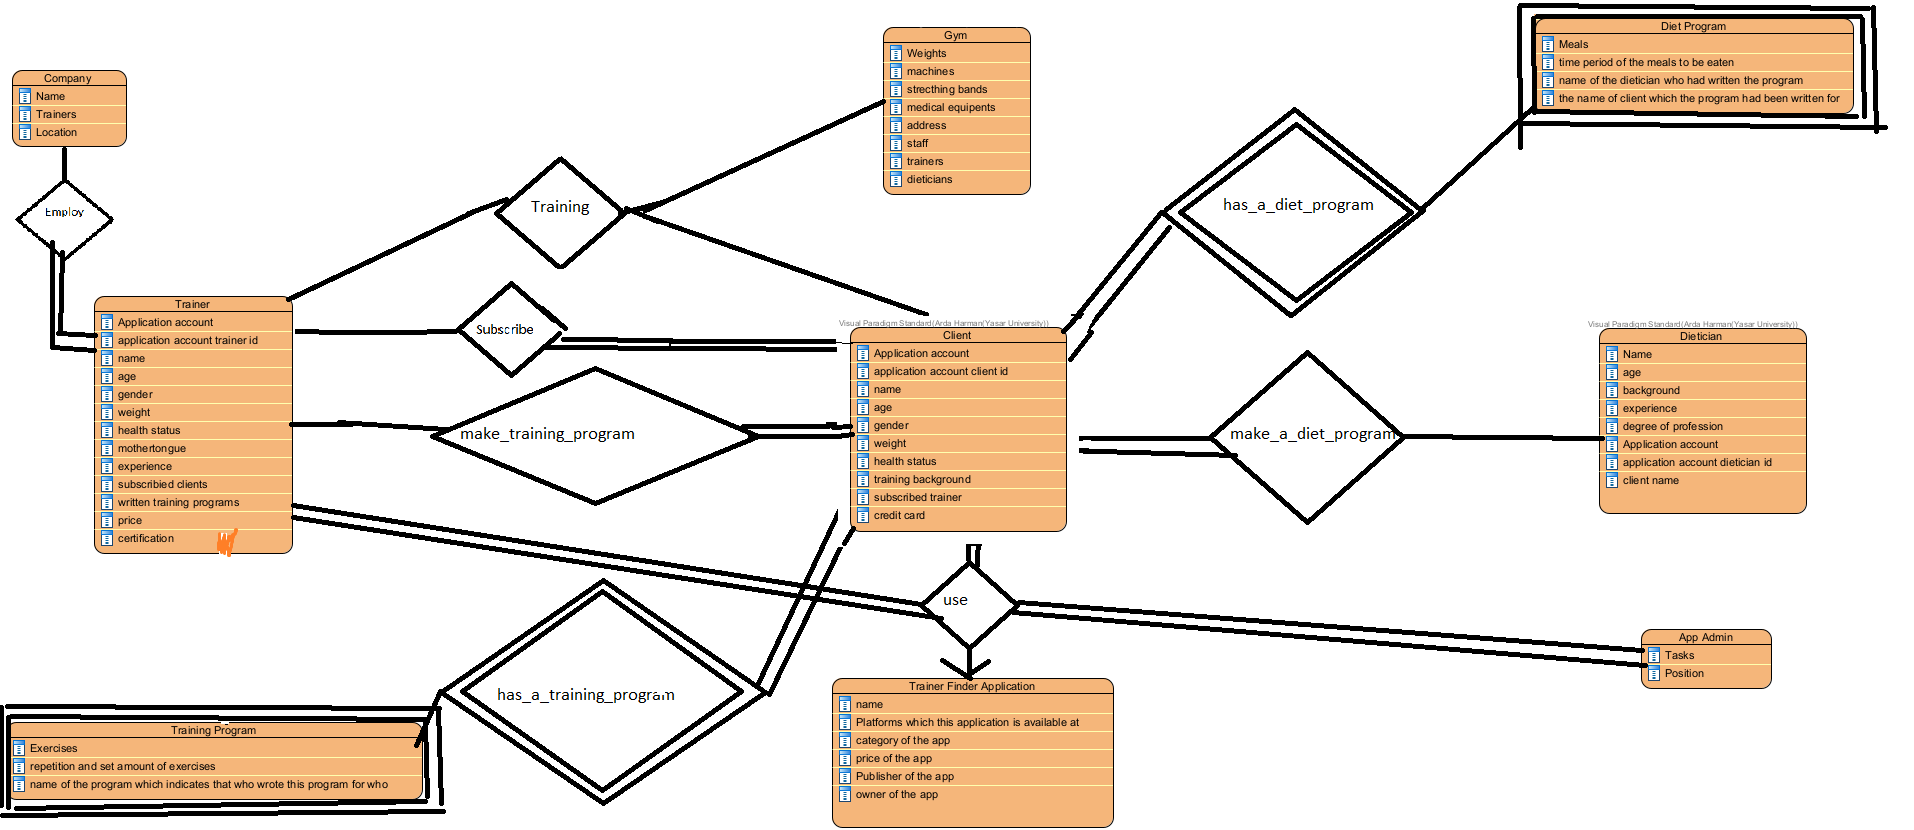 Company
Name
Trainers
Location
Employ
Gym
Weights
machines
strecthing bands
medical equipents
address
staff
trainers
dieticians
Diet Program
Meals
time period of the meals to be eaten
name of the dietician who had written the program
the name of client which the program had been written for
Training
has_a_diet_program
Trainer
Application account
application account trainer id
name
age
gender
weight
health status
mothertongue
experience
subscribied clients
written training programs
price
certification
Subscribe
make_training_program
Visual Paradigm Standard(Arda Harman(Yasar University))
Client
Application account
application account client id
name
age
gender
weight
health status
training background
subscribed trainer
credit card
make_a_diet_program
Visual Paradigm Standard(Arda Harman(Yasar University))
Dietician
Name
age
background
experience
degree of profession
Application account
application account dietician id
client name
use
App Admin
Tasks
Position
has_a_training_program
Training Program
Exercises
repetition and set amount of exercises
name of the program which indicates that who wrote this program for who
Trainer Finder Application
name
Platforms which this application is available at
category of the app
price of the app
Publisher of the app
owner of the app